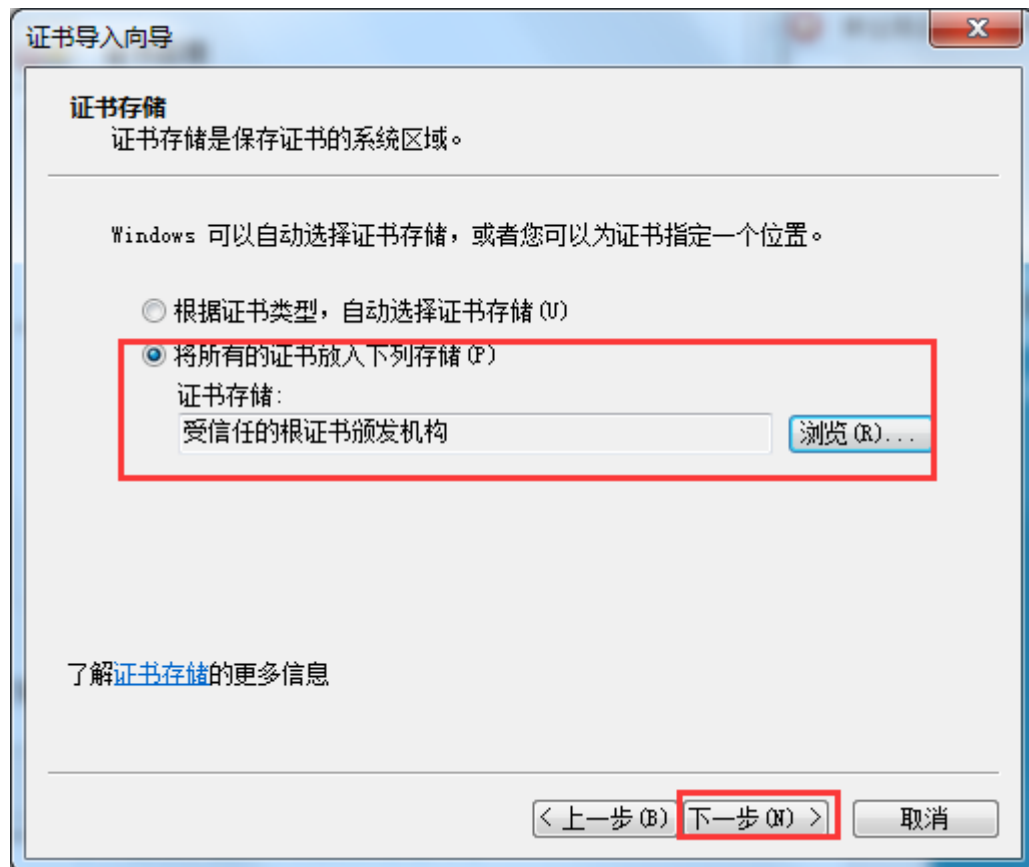 证书导入向导
证书存储
证书存储是保存证书的系统区域。
Windows 可以自动选择证书存储，或者您可以为证书指定一个位置。
根据证书类型，自动选择证书存储(U)
将所有的证书放入下列存储(P)
证书存储:
受信任的根证书颁发机构
浏览(R)...
了解证书存储的更多信息
< 上一步(B) 下一步(N) > 取消